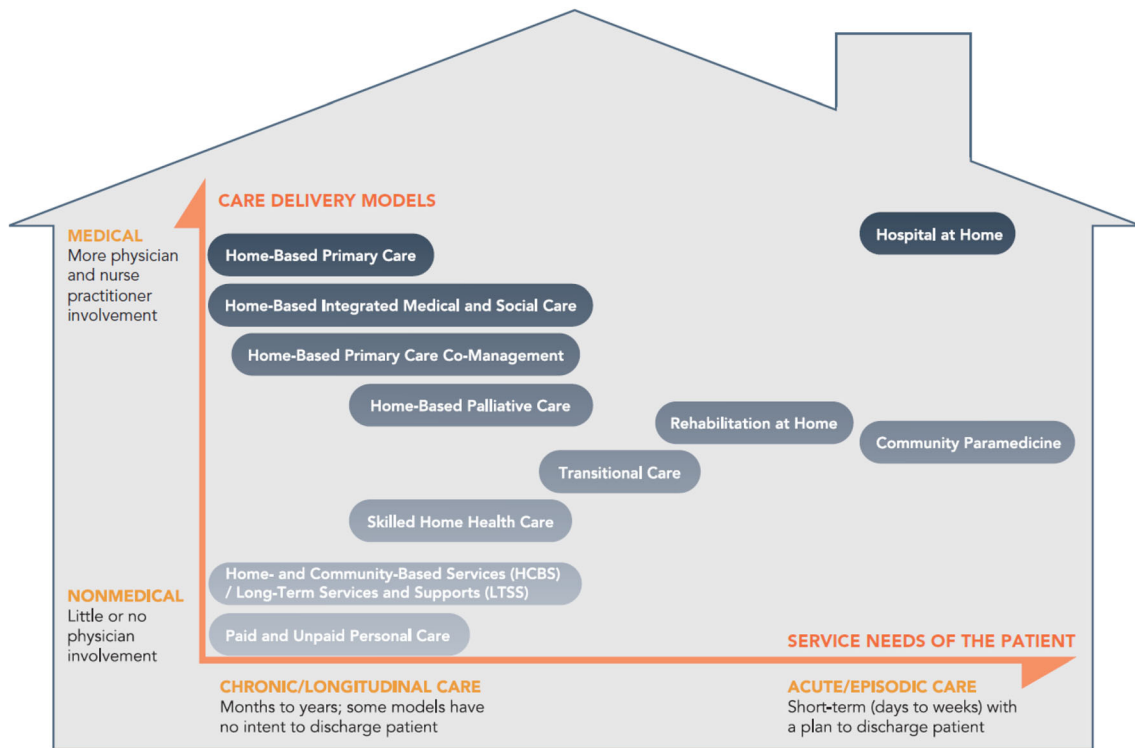 CARE DELIVERY MODELS
MEDICAL
More physician
and nurse
practitioner
involvement
Home-Based Primary Care
Hospital at Home
Home-Based Integrated Medical and Social Care
Home-Based Primary Care Co-Management
Home-Based Palliative Care
Rehabilitation at Home
Community Paramedicine
Transitional Care
Skilled Home Health Care
Home- and Community-Based Services (HCBS)
/ Long-Term Services and Supports (LTSS)
NONMEDICAL
Little or no
physician
involvement
Paid and Unpaid Personal Care
SERVICE NEEDS OF THE PATIENT
CHRONIC/LONGITUDINAL CARE
Months to years; some models have
no intent to discharge patient
ACUTE/EPISODIC CARE
Short-term (days to weeks) with
a plan to discharge patient